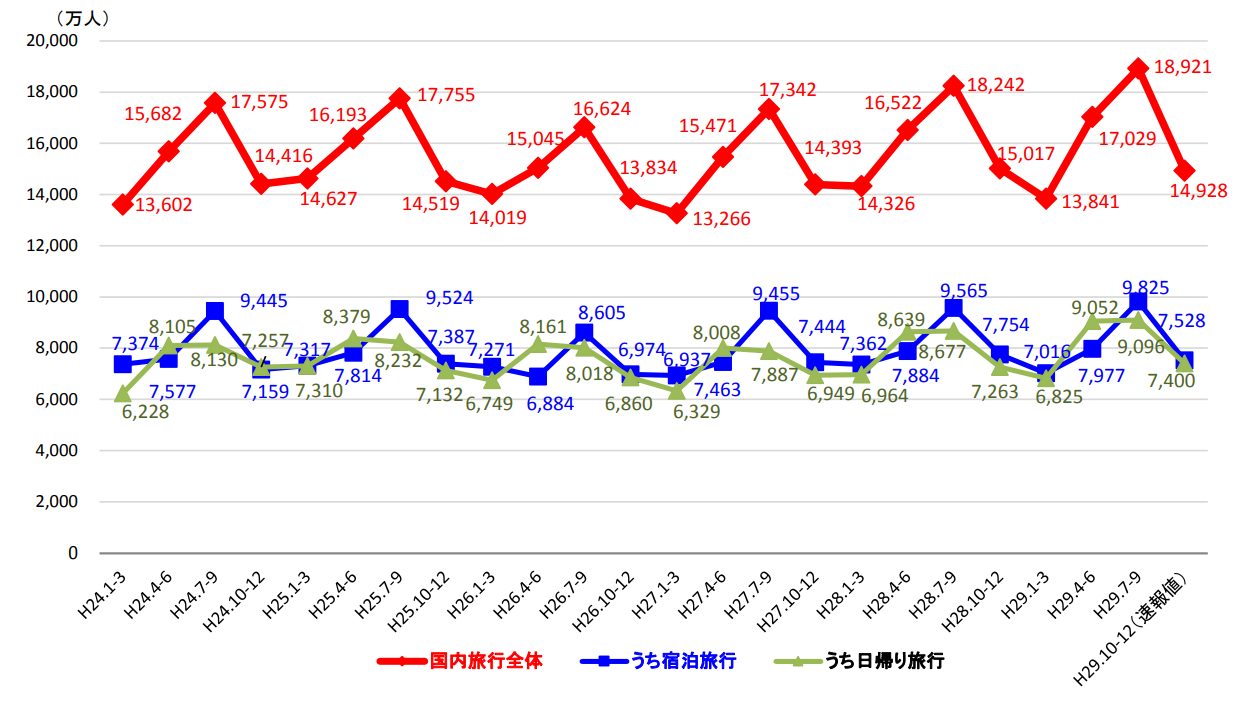 （万人）
20,000
18,000
16,000
14,000
12,000
10,000
8,000
6,000
4,000
2,000
0
13,602
15,682
17,575
14,416
14,627
16,193
17,755
14,519
14,019
15,045
16,624
13,834
13,266
15,471
17,342
14,393
14,326
16,522
18,242
15,017
13,841
17,029
18,921
14,928
7,374
7,577
9,445
7,159
7,317
7,814
9,524
7,387
7,271
6,884
8,605
6,974
6,937
7,463
9,455
7,444
7,362
7,884
9,565
7,754
7,016
7,977
9,825
7,528
6,228
8,105
8,130
7,257
7,310
8,379
8,232
7,132
6,749
8,161
8,018
6,860
6,329
8,008
7,887
6,949
6,964
8,639
8,677
7,263
6,825
9,052
9,096
7,400
H24.1-3
H24.4-6
H24.7-9
H24.10-12
H25.1-3
H25.4-6
H25.7-9
H25.10-12
H26.1-3
H26.4-6
H26.7-9
H26.10-12
H27.1-3
H27.4-6
H27.7-9
H27.10-12
H28.1-3
H28.4-6
H28.7-9
H28.10-12
H29.1-3
H29.4-6
H29.7-9
H29.10-12（速報値）
国内旅行全体
うち宿泊旅行
うち日帰り旅行